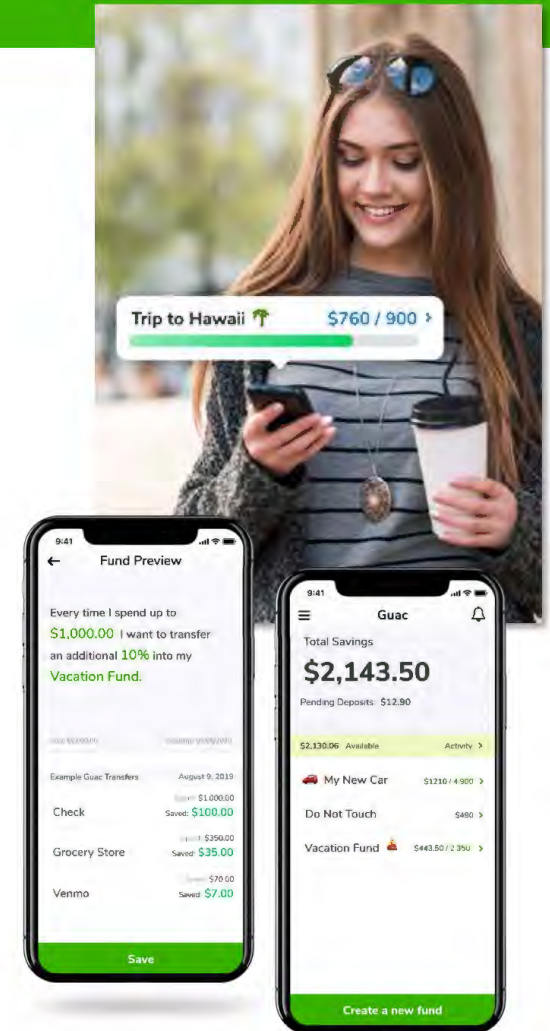 Trip to Hawaii 🌴 $760 / 900 >
9:41
← Fund Preview
Every time I spend up to
$1,000.00 I want to transfer
an additional 10% into my
Vacation Fund.
Example Guac Transfers August 9, 2019
$1,000.00
Check Saved: $100.00
$350.00
Grocery Store Saved: $35.00
$70.00
Venmo Saved: $7.00
Save
9:41
Guac
Total Savings
$2,143.50
Pending Deposits: $12.90
$2,130.06 Available Activity >
🚗 My New Car $1210 / 4,900 >
Do Not Touch $490 >
Vacation Fund $443.50 / 2,350 >
Create a new fund